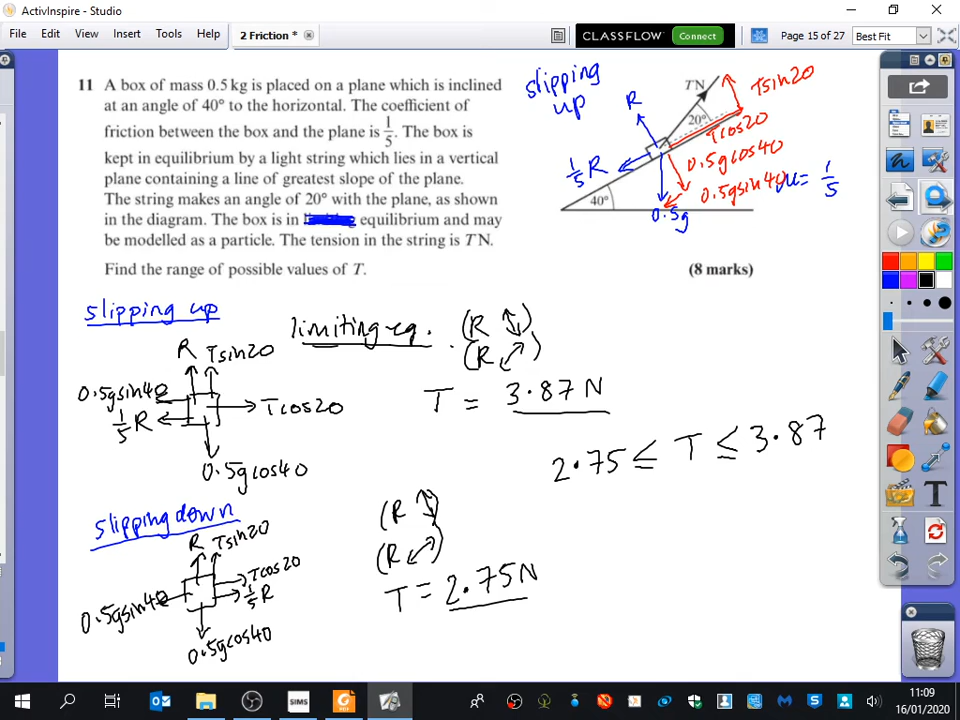 ActivInspire - Studio
File Edit View Insert Tools Help
2 Friction *
CLASSFLOW Connect
Page 15 of 27
Best Fit
11 A box of mass 0.5 kg is placed on a plane which is inclined
at an angle of 40° to the horizontal. The coefficient of
friction between the box and the plane is 1/5. The box is
kept in equilibrium by a light string which lies in a vertical
plane containing a line of greatest slope of the plane.
The string makes an angle of 20° with the plane, as shown
in the diagram. The box is in equilibrium and may
be modelled as a particle. The tension in the string is T N.
Find the range of possible values of T.
(8 marks)
slipping
up
R
TN
Tsin20
20°
Tcos20
1/5 R
0.5gcos40
0.5gsin40
μ = 1/5
40°
0.5g
slipping up
limiting eq.
(R ↖↘)
(R ↙↗)
R Tsin20
0.5gsin40
1/5 R
Tcos20
0.5gcos40
T = 3.87 N
2.75 ≤ T ≤ 3.87
slipping down
R Tsin20
Tcos20
1/5 R
0.5gsin40
0.5gcos40
(R ↖↘)
(R ↙↗)
T = 2.75N
SIMS
11:09
16/01/2020